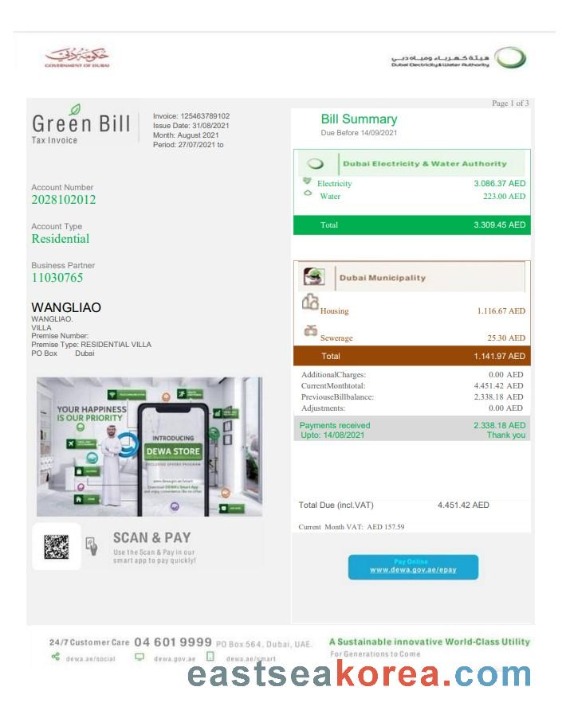 حكومة دبي
GOVERNMENT OF DUBAI
هيئة كهرباء ومياه دبي
Dubai Electricity & Water Authority
Page 1 of 3
Green Bill
Tax Invoice
Invoice: 125463789102
Issue Date: 31/08/2021
Month: August 2021
Period: 27/07/2021 to
Bill Summary
Due Before 14/09/2021
Dubai Electricity & Water Authority
Electricity 3.086.37 AED
Water 223.00 AED
Total 3.309.45 AED
Account Number
2028102012
Account Type
Residential
Business Partner
11030765
WANGLIAO
WANGLIAO.
VILLA
Premise Number:
Premise Type: RESIDENTIAL VILLA
PO Box Dubai
Dubai Municipality
Housing 1.116.67 AED
Sewerage 25.30 AED
Total 1.141.97 AED
AdditionalCharges: 0.00 AED
CurrentMonthtotal: 4.451.42 AED
PreviouseBillbalance: 2.338.18 AED
Adjustments: 0.00 AED
Payments received 2.338.18 AED
Upto: 14/08/2021 Thank you
Total Due (incl.VAT) 4.451.42 AED
Current Month VAT: AED 157.59
YOUR HAPPINESS
IS OUR PRIORITY
INTRODUCING
DEWA STORE
SCAN & PAY
Use the Scan & Pay in our
smart app to pay quickly!
Pay Online
www.dewa.gov.ae/epay
24/7 Customer Care 04 601 9999 PO Box 564, Dubai, UAE.
dewa.ae/social dewa.gov.ae dewa.ae/smart
A Sustainable innovative World-Class Utility
For Generations to Come
eastseakorea.com